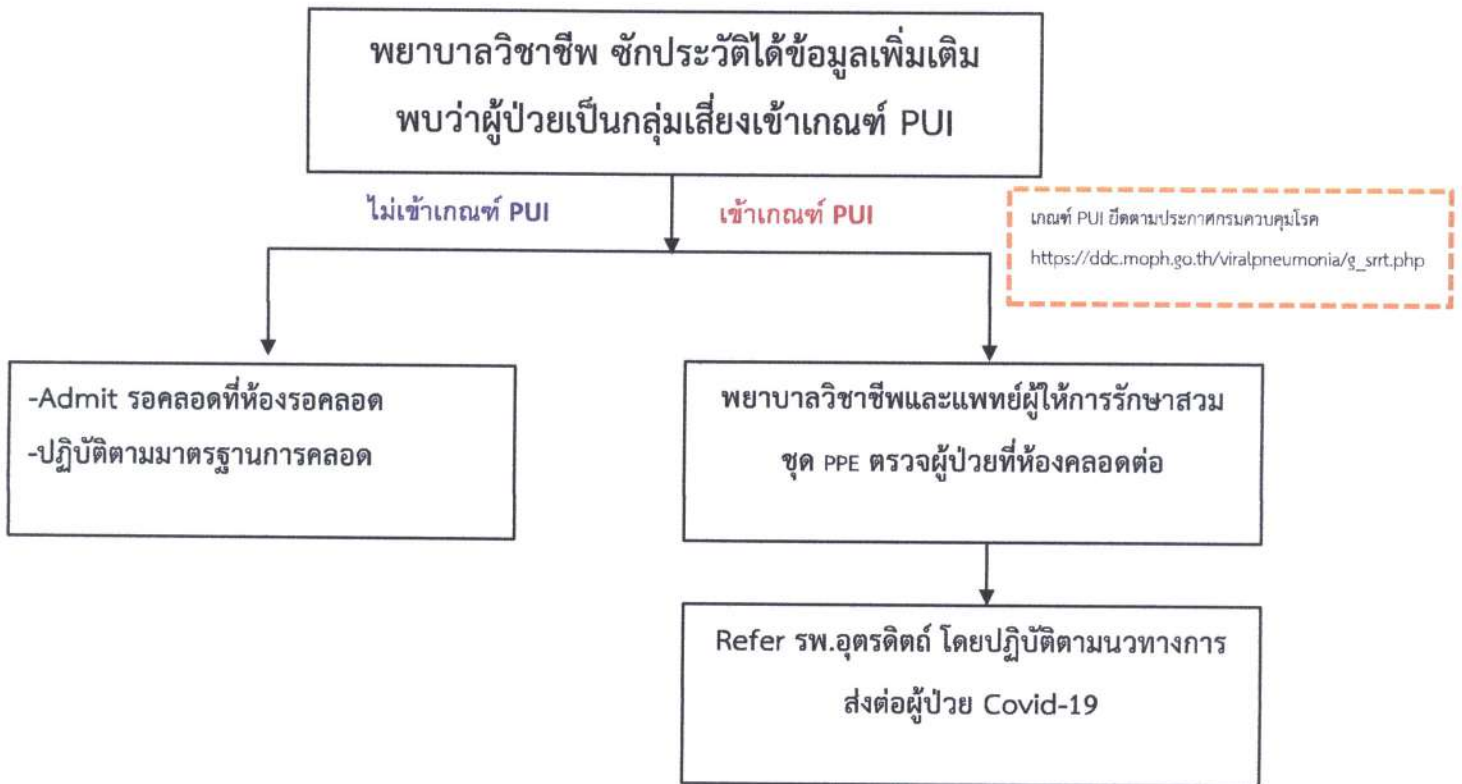 พยาบาลวิชาชีพ ซักประวัติได้ข้อมูลเพิ่มเติม
พบว่าผู้ป่วยเป็นกลุ่มเสี่ยงเข้าเกณฑ์ PUI
ไม่เข้าเกณฑ์ PUI
เข้าเกณฑ์ PUI
เกณฑ์ PUI ยึดตามประกาศกรมควบคุมโรค
https://ddc.moph.go.th/viralpneumonia/g_srrt.php
-Admit รอคลอดที่ห้องรอคลอด
-ปฏิบัติตามมาตรฐานการคลอด
พยาบาลวิชาชีพและแพทย์ผู้ให้การรักษาสวม
ชุด PPE ตรวจผู้ป่วยที่ห้องคลอดต่อ
Refer รพ.อุตรดิตถ์ โดยปฏิบัติตามนวทางการ
ส่งต่อผู้ป่วย Covid-19